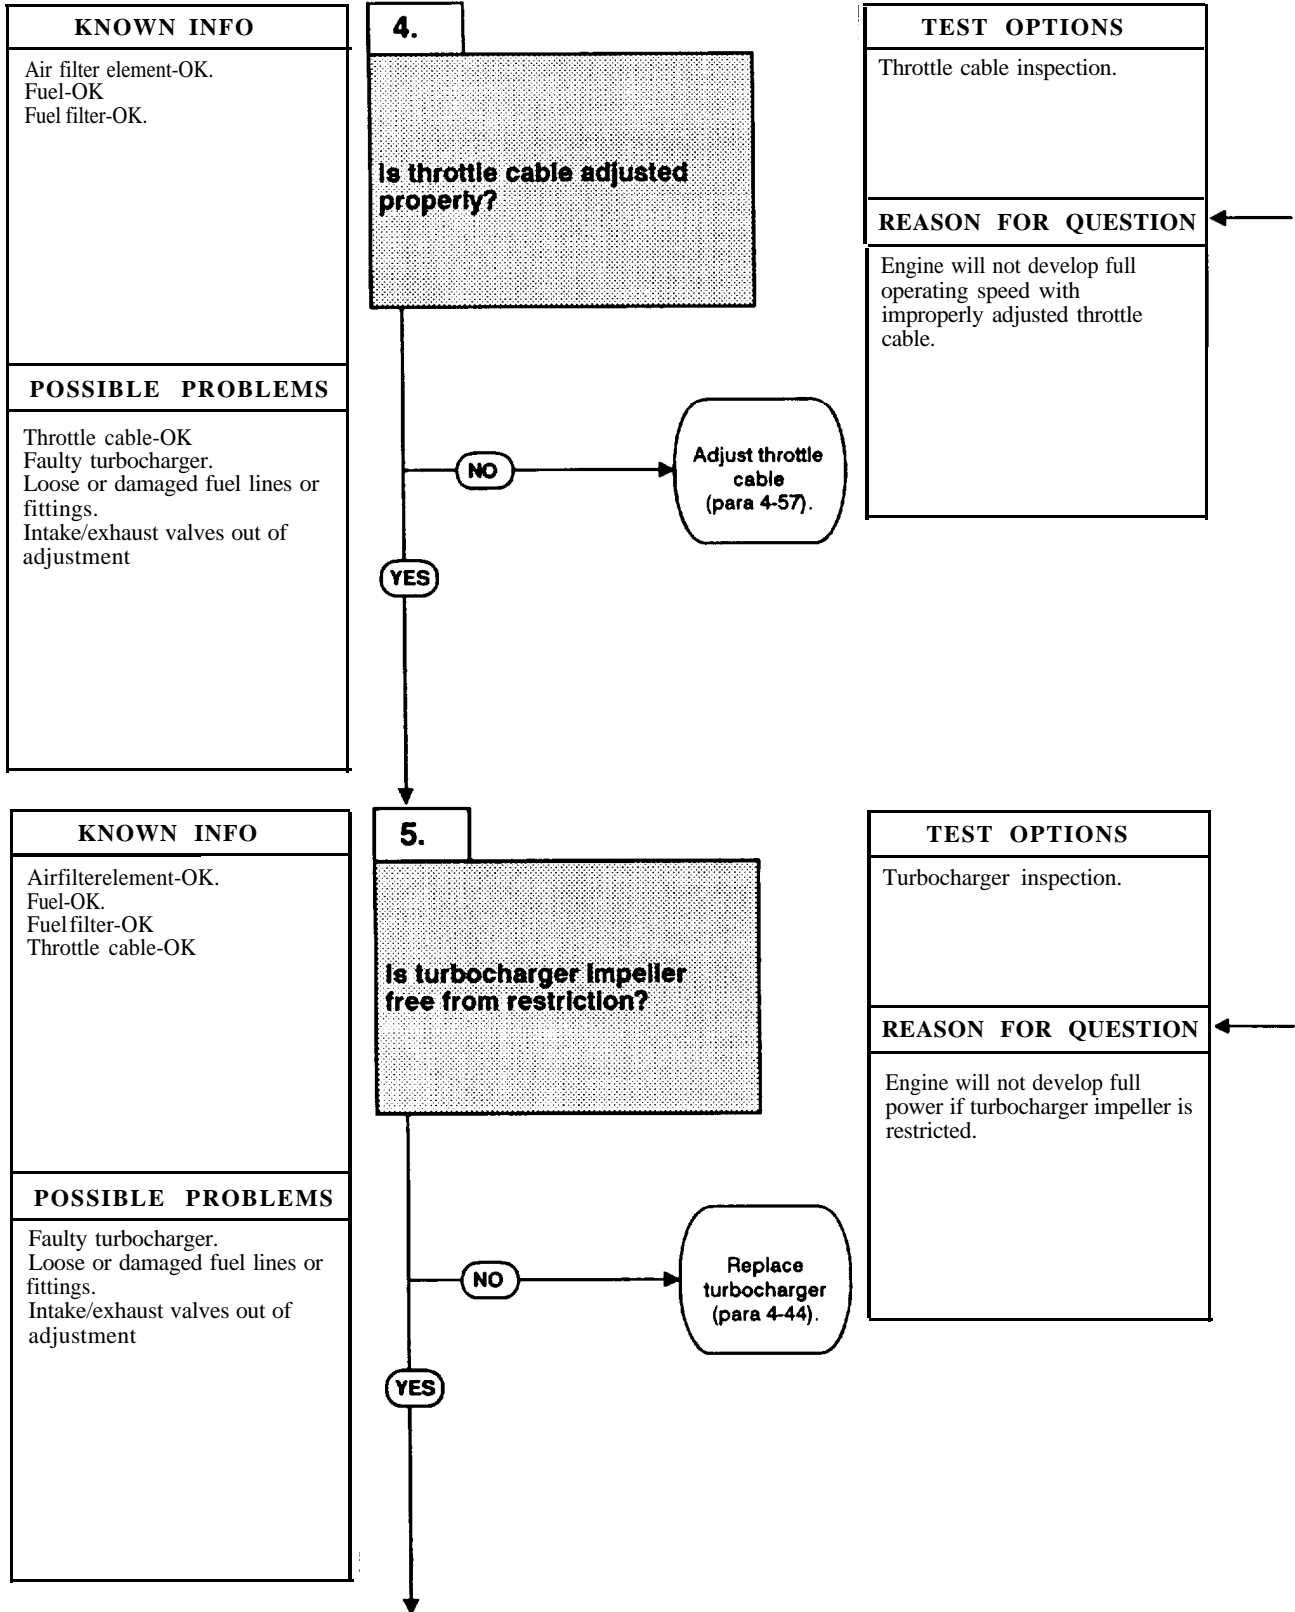 KNOWN INFO
Air filter element-OK.
Fuel-OK
Fuel filter-OK.
POSSIBLE PROBLEMS
Throttle cable-OK
Faulty turbocharger.
Loose or damaged fuel lines or
fittings.
Intake/exhaust valves out of
adjustment
4.
Is throttle cable adjusted
properly?
NO
Adjust throttle
cable
(para 4-57).
YES
TEST OPTIONS
Throttle cable inspection.
REASON FOR QUESTION
Engine will not develop full
operating speed with
improperly adjusted throttle
cable.
KNOWN INFO
Airfilterelement-OK.
Fuel-OK.
Fuelfilter-OK
Throttle cable-OK
POSSIBLE PROBLEMS
Faulty turbocharger.
Loose or damaged fuel lines or
fittings.
Intake/exhaust valves out of
adjustment
5.
Is turbocharger impeller
free from restriction?
NO
Replace
turbocharger
(para 4-44).
YES
TEST OPTIONS
Turbocharger inspection.
REASON FOR QUESTION
Engine will not develop full
power if turbocharger impeller is
restricted.